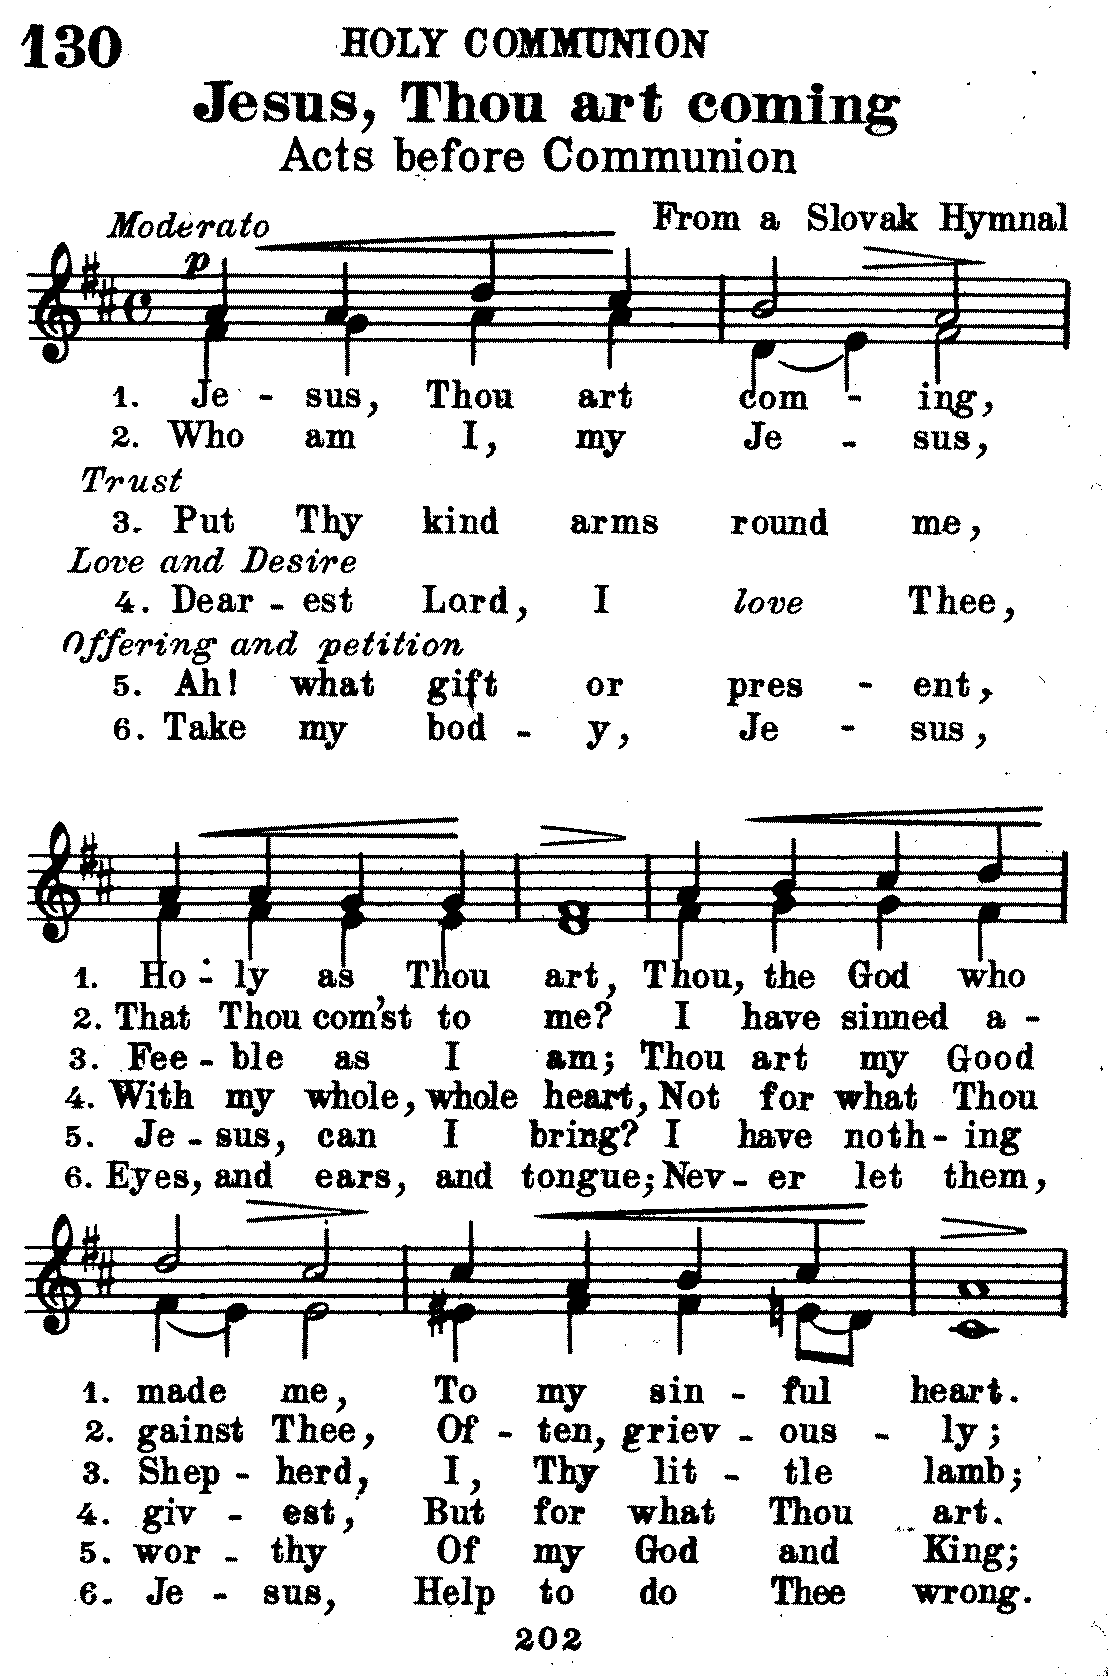 130 HOLY COMMUNION
Jesus, Thou art coming
Acts before Communion
Moderato From a Slovak Hymnal
p
1. Je - sus, Thou art com - ing,
2. Who am I, my Je - sus,
Trust
3. Put Thy kind arms round me,
Love and Desire
4. Dear - est Lord, I love Thee,
Offering and petition
5. Ah! what gift or pres - ent,
6. Take my bod - y, Je - sus,
1. Ho - ly as Thou art, Thou, the God who
2. That Thou com'st to me? I have sinned a -
3. Fee - ble as I am; Thou art my Good
4. With my whole, whole heart, Not for what Thou
5. Je - sus, can I bring? I have noth - ing
6. Eyes, and ears, and tongue; Nev - er let them,
1. made me, To my sin - ful heart.
2. gainst Thee, Of - ten, griev - ous - ly;
3. Shep - herd, I, Thy lit - tle lamb;
4. giv - est, But for what Thou art.
5. wor - thy Of my God and King;
6. Je - sus, Help to do Thee wrong.
202